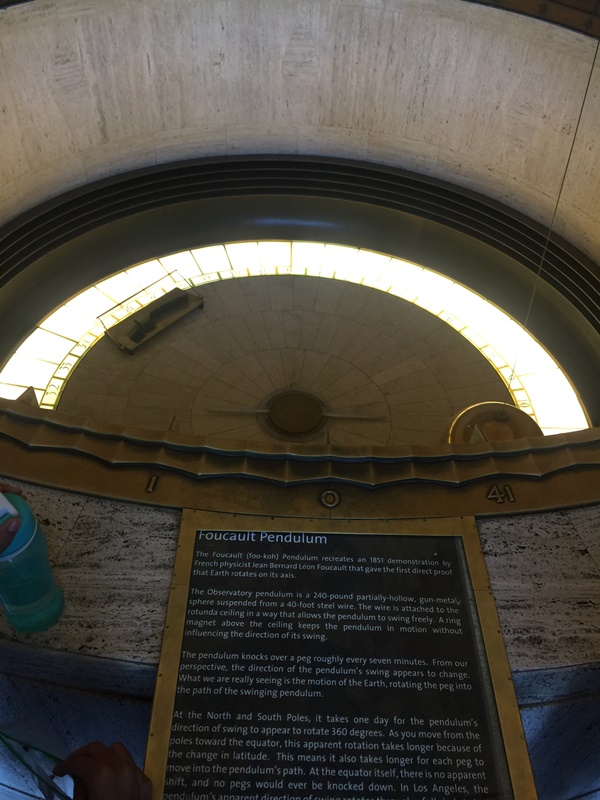 1 0 41
Foucault Pendulum
The Foucault (foo-koh) Pendulum recreates an 1851 demonstration by
French physicist Jean Bernard Léon Foucault that gave the first direct proof
that Earth rotates on its axis.
The Observatory pendulum is a 240-pound partially-hollow, gun-metal
sphere suspended from a 40-foot steel wire. The wire is attached to the
rotunda ceiling in a way that allows the pendulum to swing freely. A ring
magnet above the ceiling keeps the pendulum in motion without
influencing the direction of its swing.
The pendulum knocks over a peg roughly every seven minutes. From our
perspective, the direction of the pendulum's swing appears to change.
What we are really seeing is the motion of the Earth, rotating the peg into
the path of the swinging pendulum.
At the North and South Poles, it takes one day for the pendulum's
direction of swing to appear to rotate 360 degrees. As you move from the
poles toward the equator, this apparent rotation takes longer because of
the change in latitude. This means it also takes longer for each peg to
move into the pendulum's path. At the equator itself, there is no apparent
shift, and no pegs would ever be knocked down. In Los Angeles, the
pendulum's apparent direction of swing rotates